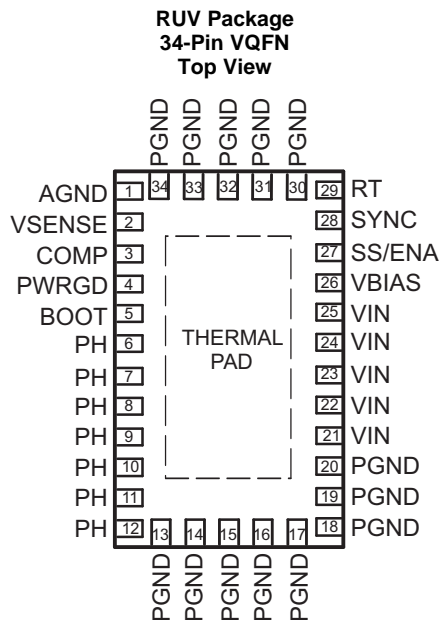 RUV Package
34-Pin VQFN
Top View
PGND
PGND
PGND
PGND
PGND
34
33
32
31
30
AGND 1
VSENSE 2
COMP 3
PWRGD 4
BOOT 5
PH 6
PH 7
PH 8
PH 9
PH 10
PH 11
PH 12
THERMAL
PAD
29 RT
28 SYNC
27 SS/ENA
26 VBIAS
25 VIN
24 VIN
23 VIN
22 VIN
21 VIN
20 PGND
19 PGND
18 PGND
13
14
15
16
17
PGND
PGND
PGND
PGND
PGND